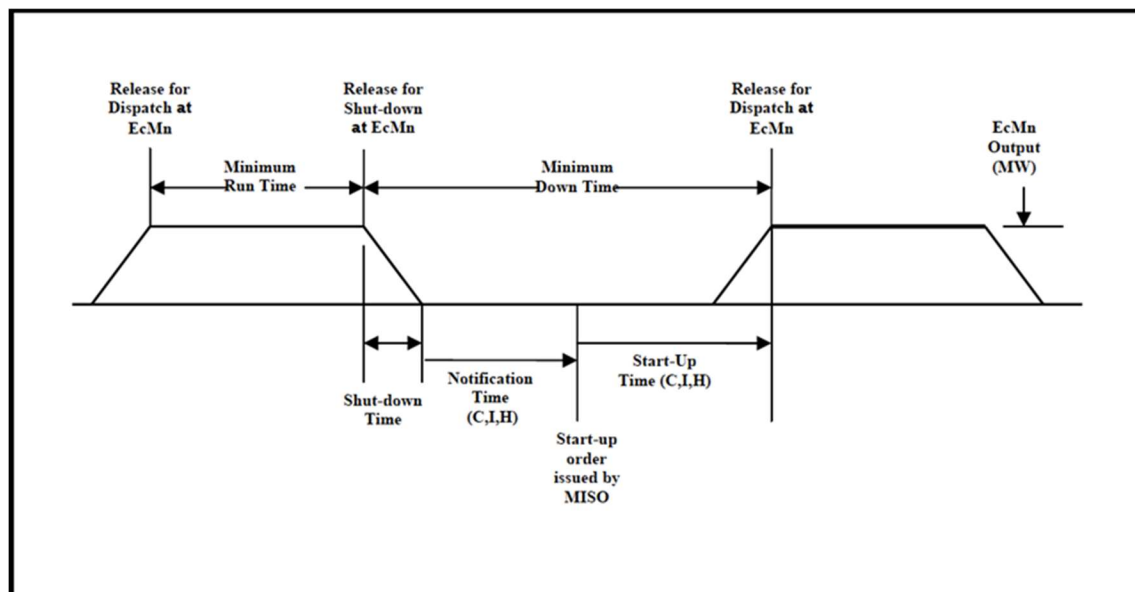 Release for
Dispatch at
EcMn
Release for
Shut-down
at EcMn
Release for
Dispatch at
EcMn
EcMn
Output
(MW)
Minimum
Run Time
Minimum
Down Time
Shut-down
Time
Notification
Time
(C,I,H)
Start-Up
Time (C,I,H)
Start-up
order
issued by
MISO